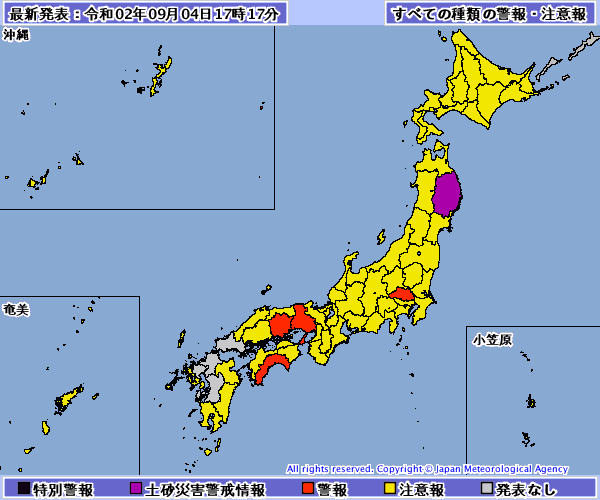 最新発表：令和02年09月04日17時17分
すべての種類の警報・注意報
沖縄
奄美
小笠原
All rights reserved. Copyright © Japan Meteorological Agency
特別警報 土砂災害警戒情報 警報 注意報 発表なし